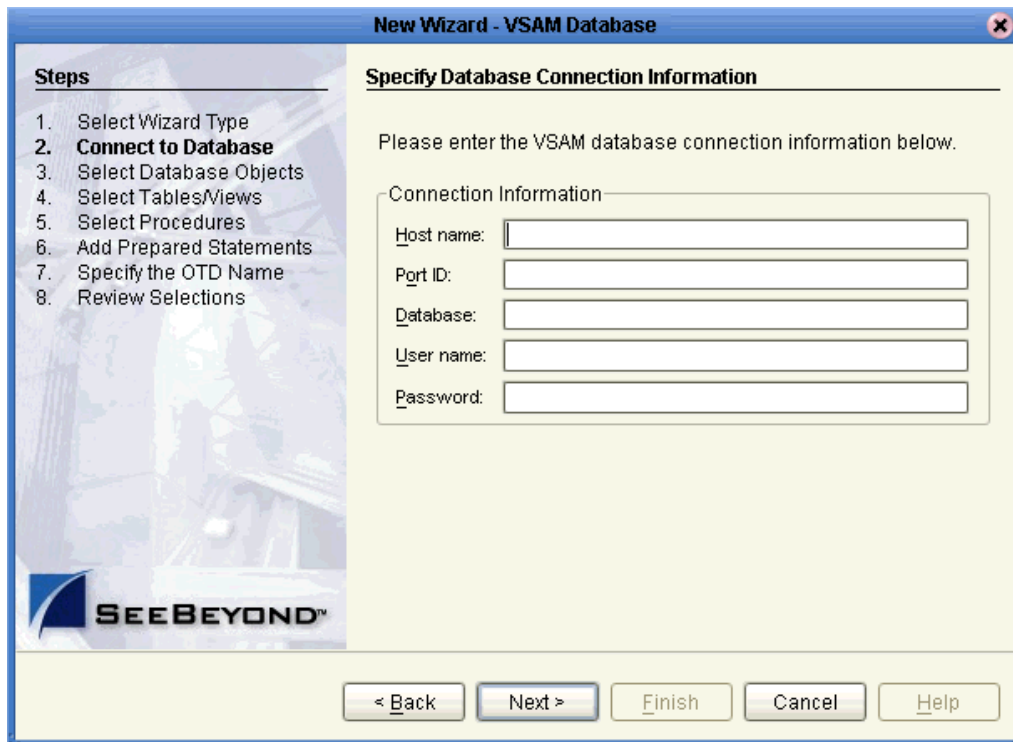 New Wizard - VSAM Database
Steps
1. Select Wizard Type
2. Connect to Database
3. Select Database Objects
4. Select Tables/Views
5. Select Procedures
6. Add Prepared Statements
7. Specify the OTD Name
8. Review Selections
SEEBEYOND™
Specify Database Connection Information
Please enter the VSAM database connection information below.
Connection Information
Host name:
Port ID:
Database:
User name:
Password:
< Back
Next >
Finish
Cancel
Help